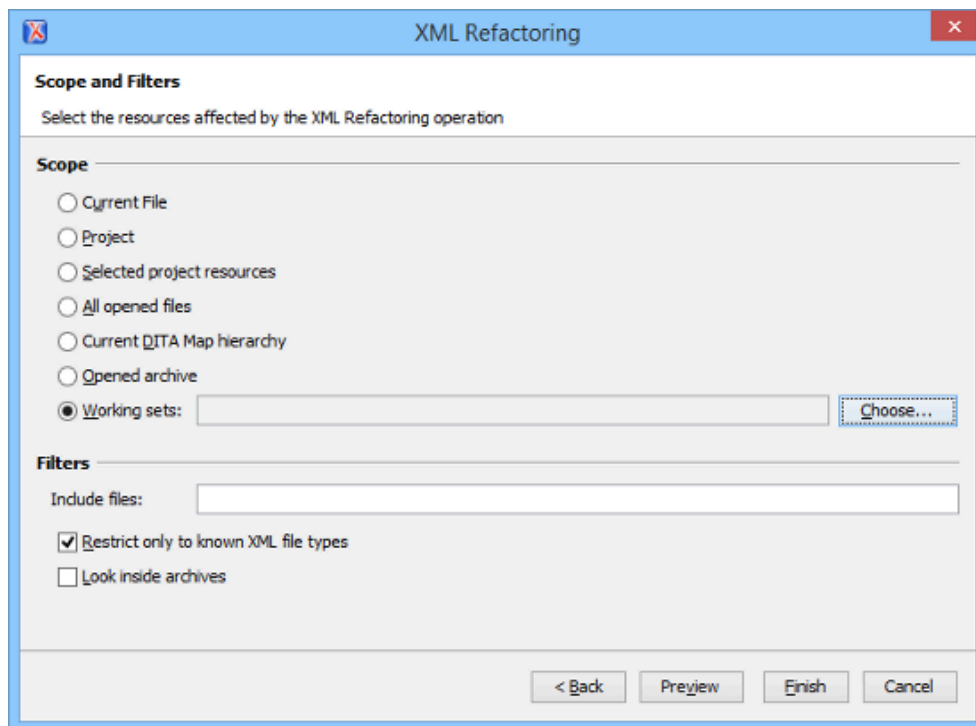 XML Refactoring
Scope and Filters
Select the resources affected by the XML Refactoring operation
Scope
Current File
Project
Selected project resources
All opened files
Current DITA Map hierarchy
Opened archive
Working sets: Choose...
Filters
Include files:
Restrict only to known XML file types
Look inside archives
< Back Preview Finish Cancel